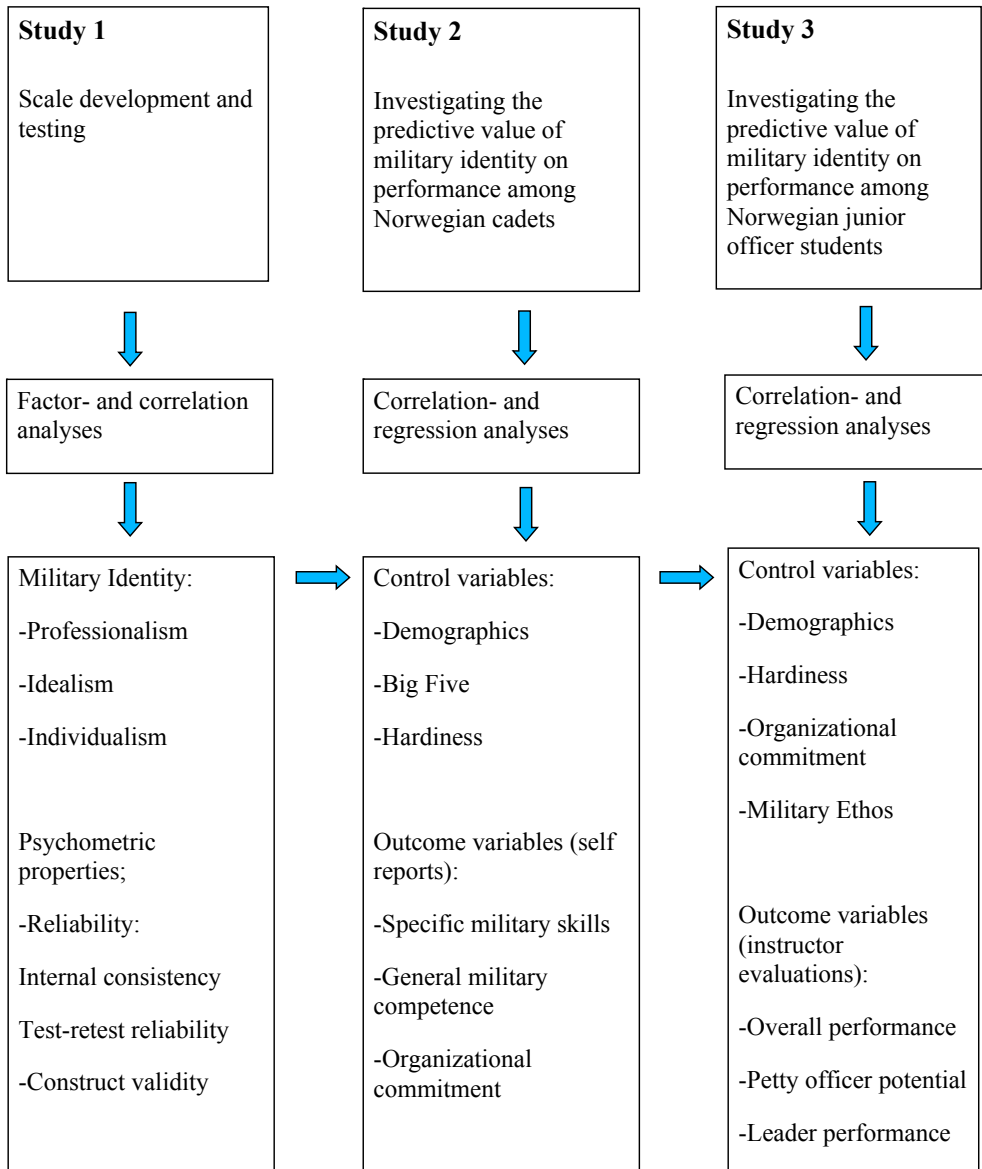 Study 1
Scale development and
testing
Study 2
Investigating the
predictive value of
military identity on
performance among
Norwegian cadets
Study 3
Investigating the
predictive value of
military identity on
performance among
Norwegian junior
officer students
Factor- and correlation
analyses
Correlation- and
regression analyses
Correlation- and
regression analyses
Military Identity:
-Professionalism
-Idealism
-Individualism
Psychometric
properties;
-Reliability:
Internal consistency
Test-retest reliability
-Construct validity
Control variables:
-Demographics
-Big Five
-Hardiness
Outcome variables (self
reports):
-Specific military skills
-General military
competence
-Organizational
commitment
Control variables:
-Demographics
-Hardiness
-Organizational
commitment
-Military Ethos
Outcome variables
(instructor
evaluations):
-Overall performance
-Petty officer potential
-Leader performance